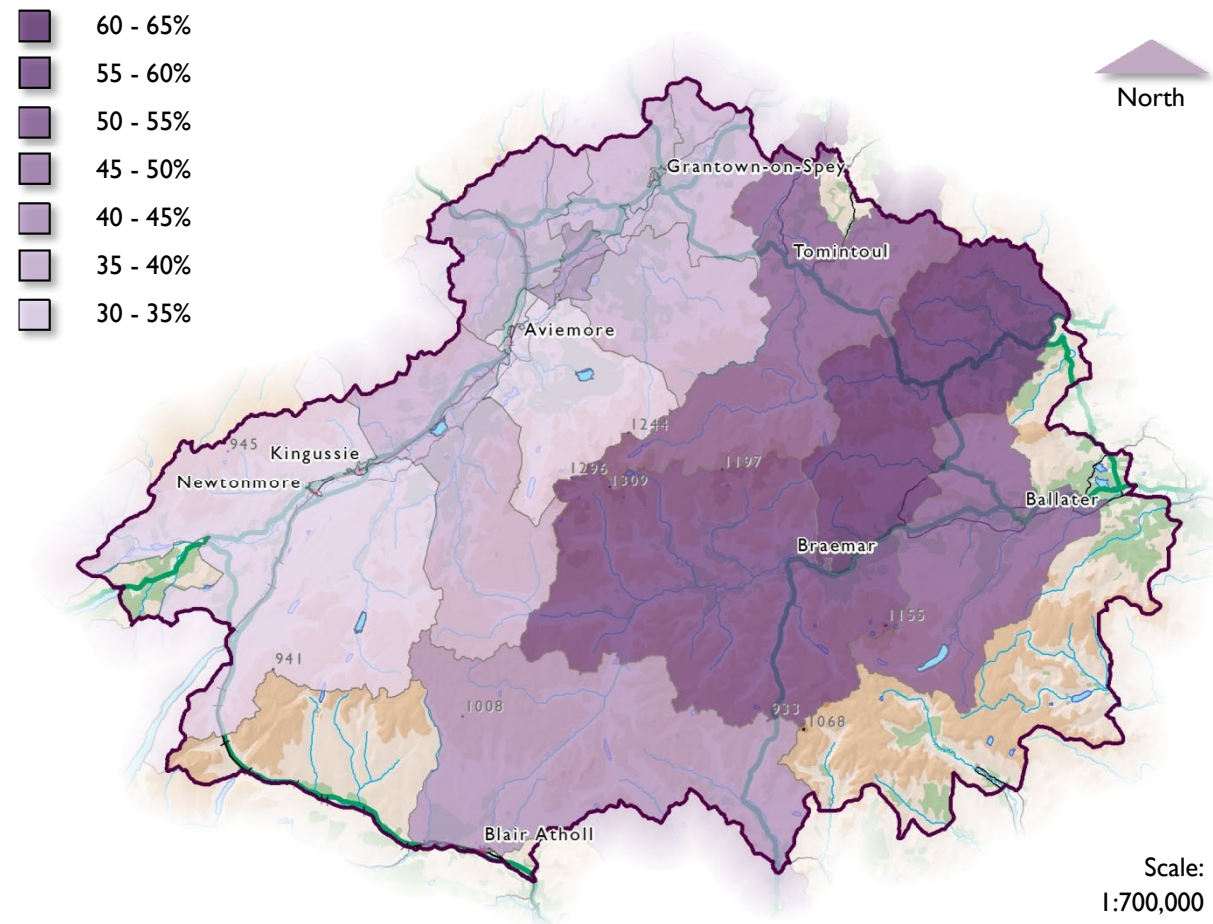 60 - 65%
55 - 60%
50 - 55%
45 - 50%
40 - 45%
35 - 40%
30 - 35%
North
Grantown-on-Spey
Tomintoul
Aviemore
1244
945
Kingussie
1296
1309
1197
Newtonmore
Ballater
Braemar
1155
941
1008
933
1068
Blair Atholl
Scale:
1:700,000